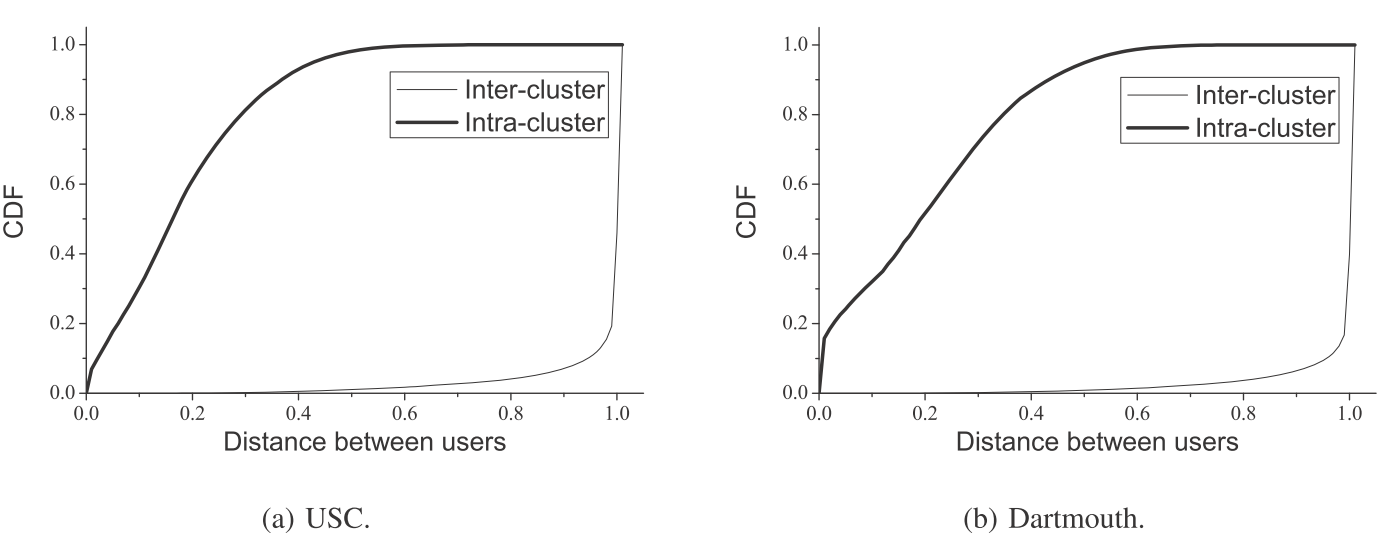 1.0
0.8
0.6
0.4
0.2
0.0
CDF
Inter-cluster
Intra-cluster
0.0 0.2 0.4 0.6 0.8 1.0
Distance between users
(a) USC.
1.0
0.8
0.6
0.4
0.2
0.0
CDF
Inter-cluster
Intra-cluster
0.0 0.2 0.4 0.6 0.8 1.0
Distance between users
(b) Dartmouth.